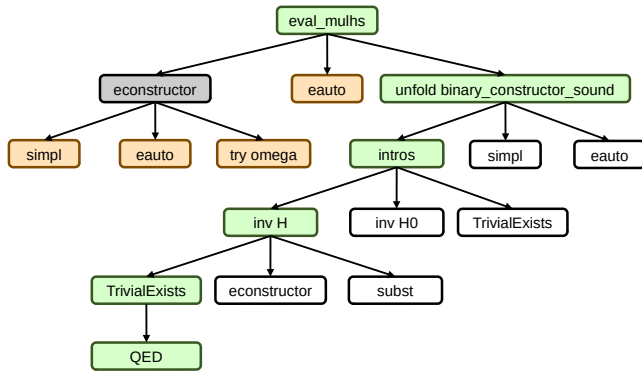 eval_mulhs
econstructor
eauto
unfold binary_constructor_sound
simpl
eauto
try omega
intros
simpl
eauto
inv H
inv H0
TrivialExists
TrivialExists
econstructor
subst
QED